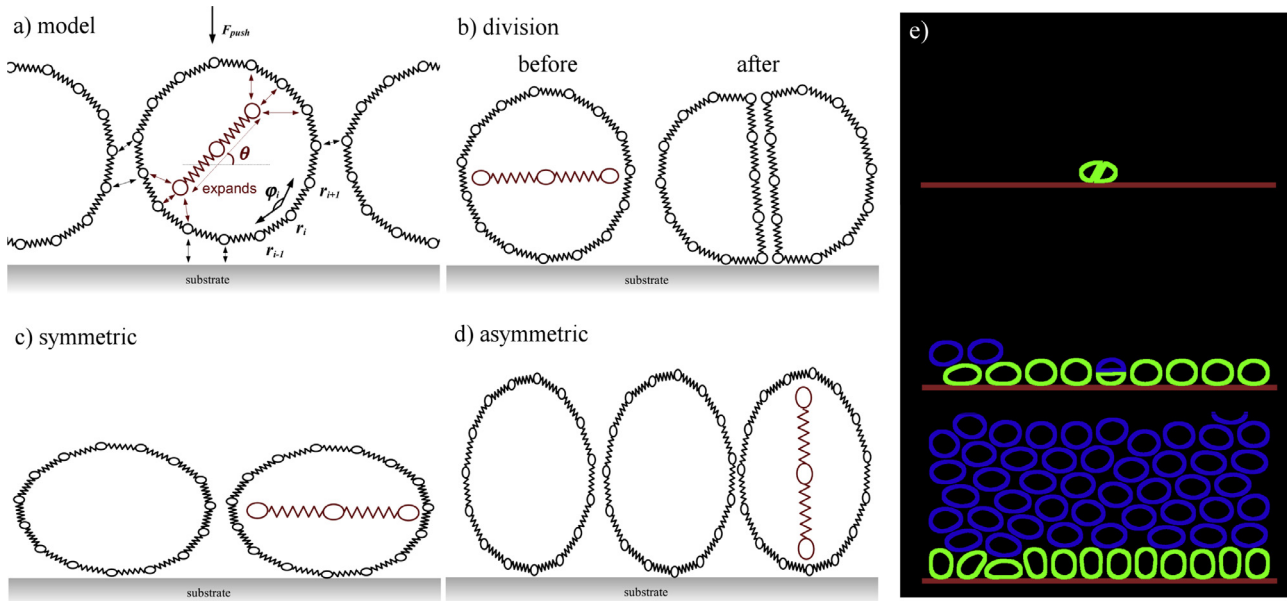 a) model
F_push
θ
expands
φ_i
r_{i+1}
r_i
r_{i-1}
substrate
b) division
before
after
substrate
c) symmetric
substrate
d) asymmetric
substrate
e)